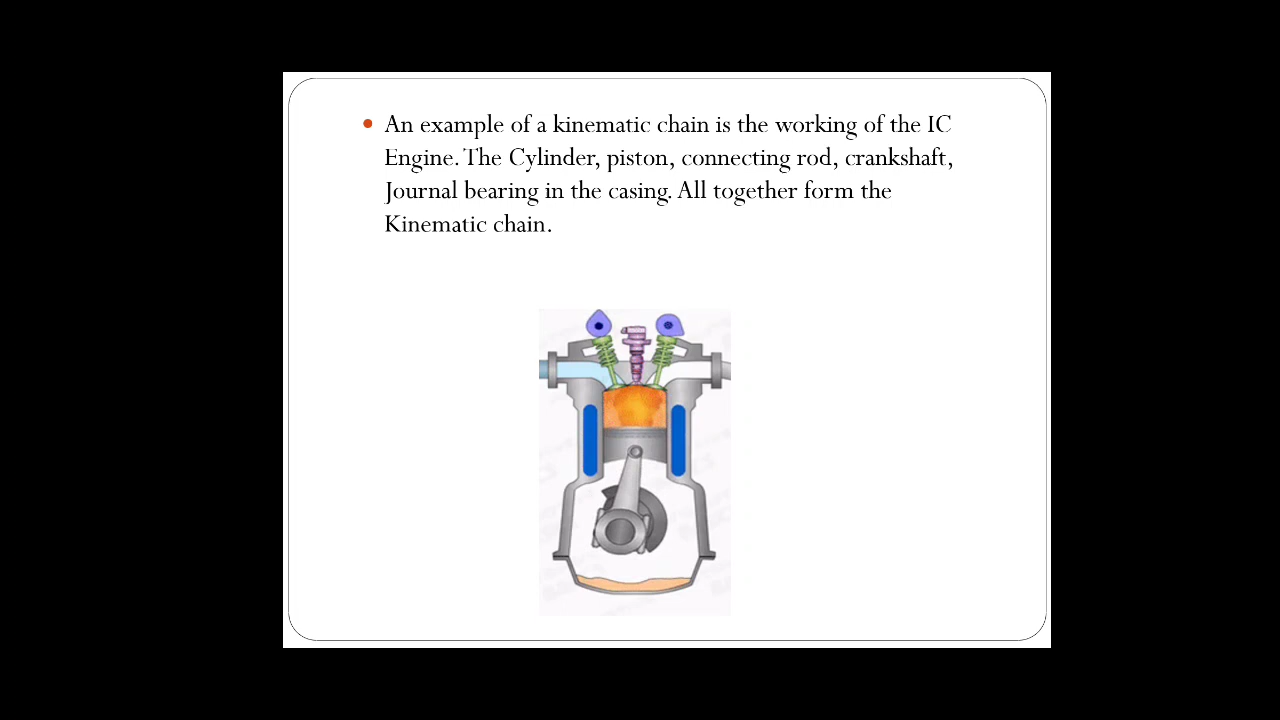 • An example of a kinematic chain is the working of the IC
Engine. The Cylinder, piston, connecting rod, crankshaft,
Journal bearing in the casing. All together form the
Kinematic chain.